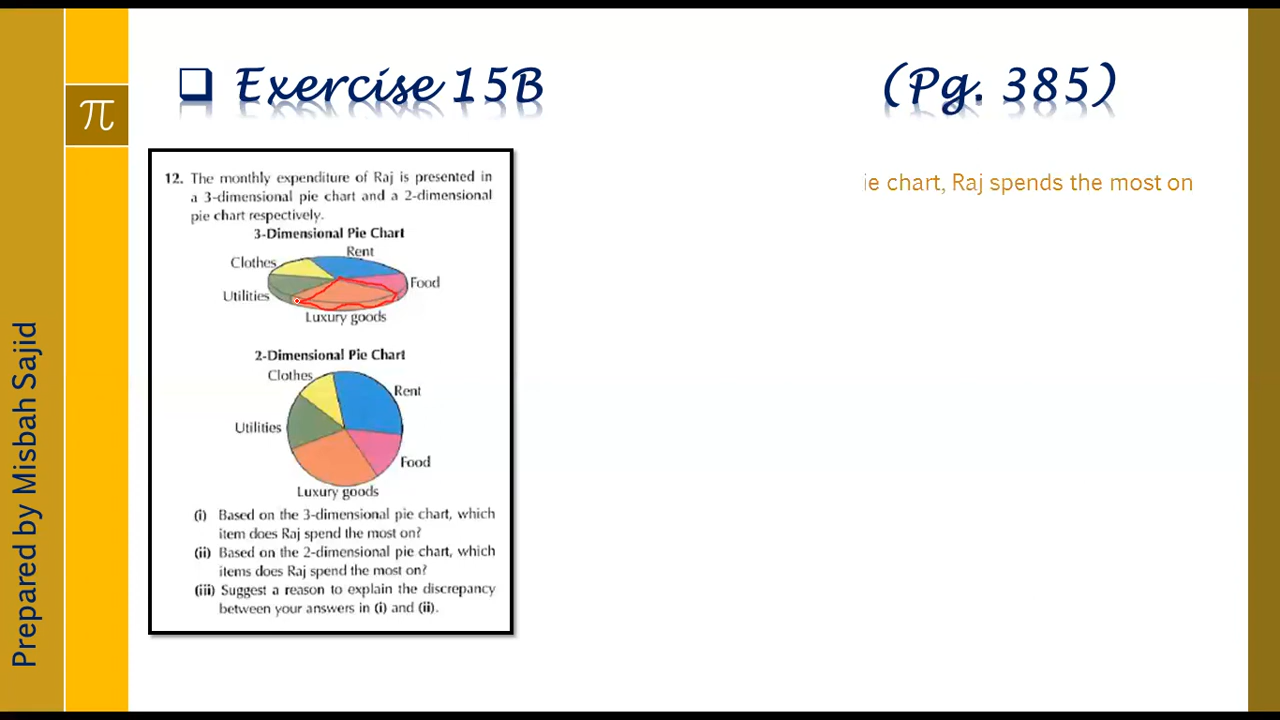 ❑ Exercise 15B (Pg. 385)
π
Prepared by Misbah Sajid
ie chart, Raj spends the most on
12. The monthly expenditure of Raj is presented in
a 3-dimensional pie chart and a 2-dimensional
pie chart respectively.
3-Dimensional Pie Chart
Rent
Clothes
Food
Utilities
Luxury goods
2-Dimensional Pie Chart
Clothes
Rent
Utilities
Food
Luxury goods
(i) Based on the 3-dimensional pie chart, which
item does Raj spend the most on?
(ii) Based on the 2-dimensional pie chart, which
items does Raj spend the most on?
(iii) Suggest a reason to explain the discrepancy
between your answers in (i) and (ii).